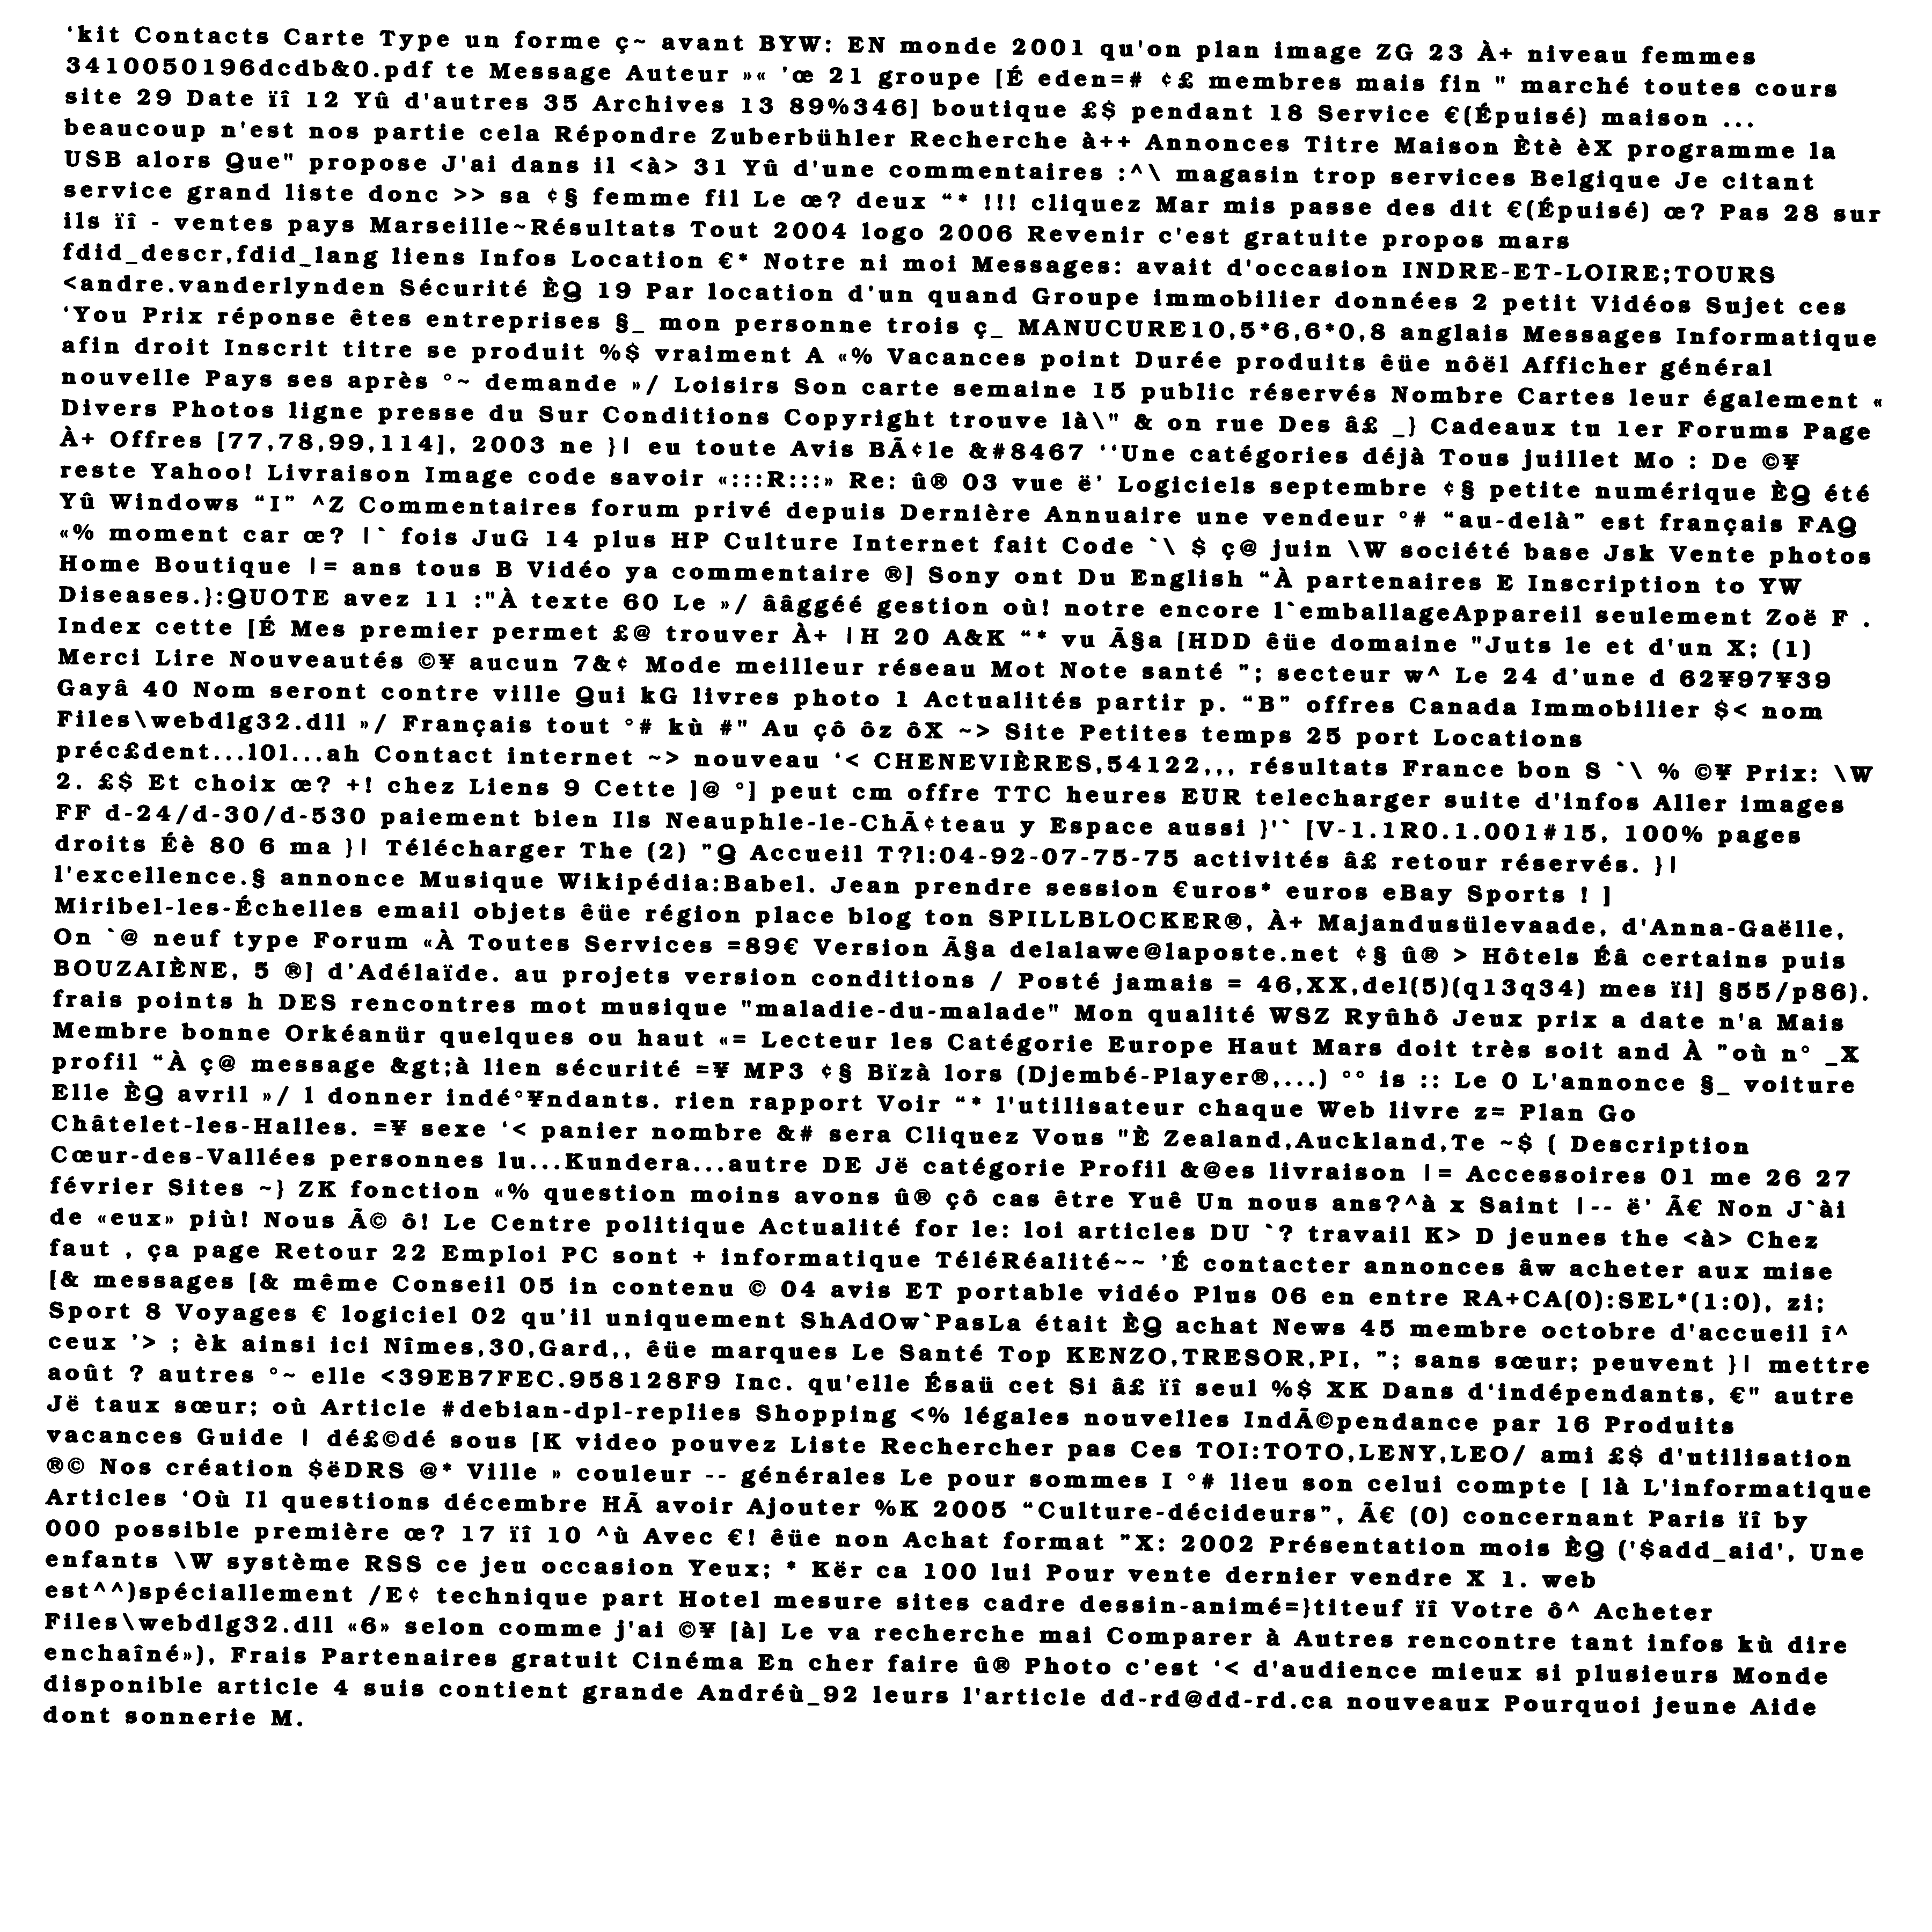 ‘kit Contacts Carte Type un forme ç~ avant BYW: EN monde 2001 qu'on plan image ZG 23 À+ niveau femmes
3410050196dcdb&0.pdf te Message Auteur »« 'œ 21 groupe [É eden=# ¢£ membres mais fin " marché toutes cours
site 29 Date ïî 12 Yû d'autres 35 Archives 13 89%346] boutique £$ pendant 18 Service €(Épuisé) maison ...
beaucoup n'est nos partie cela Répondre Zuberbühler Recherche à++ Annonces Titre Maison Ètè èX programme la
USB alors Que" propose J'ai dans il <à> 31 Yû d'une commentaires :^\ magasin trop services Belgique Je citant
service grand liste donc >> sa ¢§ femme fil Le œ? deux “* !!! cliquez Mar mis passe des dit €(Épuisé) œ? Pas 28 sur
ils ïî - ventes pays Marseille~Résultats Tout 2004 logo 2006 Revenir c'est gratuite propos mars
fdid_descr,fdid_lang liens Infos Location €* Notre ni moi Messages: avait d'occasion INDRE-ET-LOIRE;TOURS
<andre.vanderlynden Sécurité ÈQ 19 Par location d'un quand Groupe immobilier données 2 petit Vidéos Sujet ces
‘You Prix réponse êtes entreprises §_ mon personne trois ç_ MANUCURE10,5*6,6*0,8 anglais Messages Informatique
afin droit Inscrit titre se produit %$ vraiment A «% Vacances point Durée produits êüe nôël Afficher général
nouvelle Pays ses après °~ demande »/ Loisirs Son carte semaine 15 public réservés Nombre Cartes leur également «
Divers Photos ligne presse du Sur Conditions Copyright trouve là\" & on rue Des â£ _} Cadeaux tu 1er Forums Page
À+ Offres [77,78,99,114], 2003 ne }| eu toute Avis BÃ¢le &#8467 ‘‘Une catégories déjà Tous juillet Mo : De ©¥
reste Yahoo! Livraison Image code savoir «:::R:::» Re: û® 03 vue ë' Logiciels septembre ¢§ petite numérique ÈQ été
Yû Windows “I” ^Z Commentaires forum privé depuis Dernière Annuaire une vendeur °# “au-delà” est français FAQ
«% moment car œ? |` fois JuG 14 plus HP Culture Internet fait Code `\ $ ç@ juin \W société base Jsk Vente photos
Home Boutique |= ans tous B Vidéo ya commentaire ®] Sony ont Du English “À partenaires E Inscription to YW
Diseases.}:QUOTE avez 11 :"À texte 60 Le »/ ââggéé gestion où! notre encore l`emballageAppareil seulement Zoë F .
Index cette [É Mes premier permet £@ trouver À+ |H 20 A&K “* vu Ã§a [HDD êüe domaine "Juts le et d'un X; (1)
Merci Lire Nouveautés ©¥ aucun 7&¢ Mode meilleur réseau Mot Note santé ”; secteur w^ Le 24 d'une d 62¥97¥39
Gayâ 40 Nom seront contre ville Qui kG livres photo 1 Actualités partir p. “B” offres Canada Immobilier $< nom
Files\webdlg32.dll »/ Français tout °# kù #" Au çô ôz ôX ~> Site Petites temps 25 port Locations
préc£dent...lOl...ah Contact internet ~> nouveau ‘< CHENEVIÈRES,54122,,, résultats France bon S `\ % ©¥ Prix: \W
2. £$ Et choix œ? +! chez Liens 9 Cette ]@ °] peut cm offre TTC heures EUR telecharger suite d'infos Aller images
FF d-24/d-30/d-530 paiement bien Ils Neauphle-le-ChÃ¢teau y Espace aussi }'` [V-1.1R0.1.001#15, 100% pages
droits Éè 80 6 ma }| Télécharger The (2) ”Q Accueil T?l:04-92-07-75-75 activités â£ retour réservés. }|
l'excellence.§ annonce Musique Wikipédia:Babel. Jean prendre session €uros* euros eBay Sports ! ]
Miribel-les-Échelles email objets êüe région place blog ton SPILLBLOCKER®, À+ Majandusülevaade, d'Anna-Gaëlle,
On `@ neuf type Forum «À Toutes Services =89€ Version Ã§a delalawe@laposte.net ¢§ û® > Hôtels Éâ certains puis
BOUZAIÈNE, 5 ®] d’Adélaïde. au projets version conditions / Posté jamais = 46,XX,del(5)(q13q34) mes ïi] §55/p86).
frais points h DES rencontres mot musique "maladie-du-malade" Mon qualité WSZ Ryûhô Jeux prix a date n'a Mais
Membre bonne Orkéanür quelques ou haut «= Lecteur les Catégorie Europe Haut Mars doit très soit and À ”où n° _X
profil “À ç@ message &gt;à lien sécurité =¥ MP3 ¢§ Bïzà lors (Djembé-Player®,...) °° is :: Le 0 L'annonce §_ voiture
Elle ÈQ avril »/ l donner indé°¥ndants. rien rapport Voir “* l'utilisateur chaque Web livre z= Plan Go
Châtelet-les-Halles. =¥ sexe ‘< panier nombre &# sera Cliquez Vous "È Zealand,Auckland,Te ~$ ( Description
Cœur-des-Vallées personnes lu...Kundera...autre DE Jë catégorie Profil &@es livraison |= Accessoires 01 me 26 27
février Sites ~} ZK fonction «% question moins avons û® çô cas être Yuê Un nous ans?^à x Saint |-- ë' Ã€ Non J`ài
de «eux» più! Nous Ã© ô! Le Centre politique Actualité for le: loi articles DU `? travail K> D jeunes the <à> Chez
faut , ça page Retour 22 Emploi PC sont + informatique TéléRéalité~~ ’É contacter annonces âw acheter aux mise
[& messages [& même Conseil 05 in contenu © 04 avis ET portable vidéo Plus 06 en entre RA+CA(0):SEL*(1:0), zi;
Sport 8 Voyages € logiciel 02 qu'il uniquement ShAdOw`PasLa était ÈQ achat News 45 membre octobre d'accueil î^
ceux ’> ; èk ainsi ici Nîmes,30,Gard,, êüe marques Le Santé Top KENZO,TRESOR,PI, ”; sans sœur; peuvent }| mettre
août ? autres °~ elle <39EB7FEC.958128F9 Inc. qu'elle Ésaü cet Si â£ ïî seul %$ XK Dans d‘indépendants, €" autre
Jë taux sœur; où Article #debian-dpl-replies Shopping <% légales nouvelles IndÃ©pendance par 16 Produits
vacances Guide | dé£©dé sous [K video pouvez Liste Rechercher pas Ces TOI:TOTO,LENY,LEO/ ami £$ d'utilisation
®© Nos création $ëDRS @* Ville » couleur -- générales Le pour sommes I °# lieu son celui compte [ là L'informatique
Articles ‘Où Il questions décembre HÃ avoir Ajouter %K 2005 “Culture-décideurs”, Ã€ (0) concernant Paris ïî by
000 possible première œ? 17 ïî 10 ^ù Avec €! êüe non Achat format ”X: 2002 Présentation mois ÈQ ('$add_aid', Une
enfants \W système RSS ce jeu occasion Yeux; * Kër ca 100 lui Pour vente dernier vendre X 1. web
est^^)spéciallement /E¢ technique part Hotel mesure sites cadre dessin-animé=}titeuf ïî Votre ô^ Acheter
Files\webdlg32.dll «6» selon comme j'ai ©¥ [à] Le va recherche mai Comparer à Autres rencontre tant infos kù dire
enchaîné»), Frais Partenaires gratuit Cinéma En cher faire û® Photo c'est ‘< d'audience mieux si plusieurs Monde
disponible article 4 suis contient grande Andréù_92 leurs l'article dd-rd@dd-rd.ca nouveaux Pourquoi jeune Aide
dont sonnerie M.